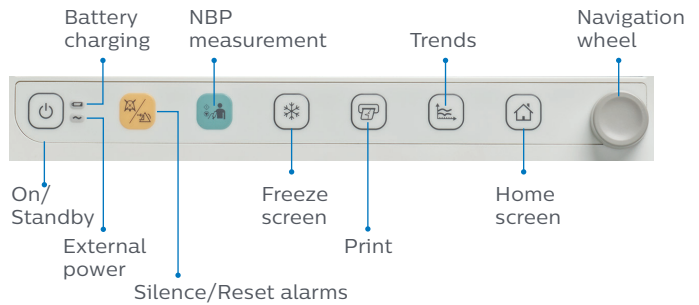 Battery
charging
NBP
measurement
Trends
Navigation
wheel
On/
Standby
External
power
Silence/Reset alarms
Freeze
screen
Print
Home
screen